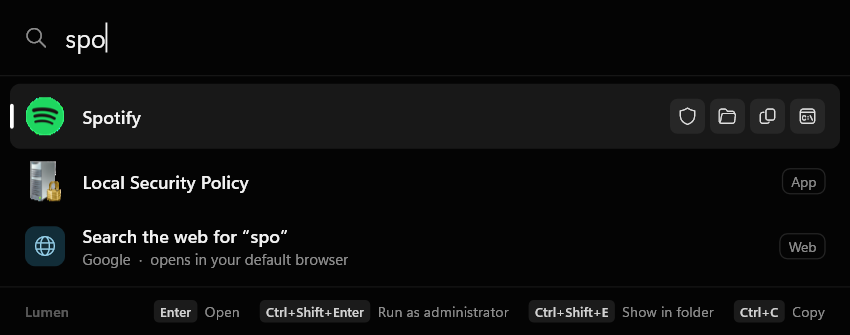 spo
Spotify
C:\
Local Security Policy
App
Search the web for “spo”
Google · opens in your default browser
Web
Lumen Enter Open Ctrl+Shift+Enter Run as administrator Ctrl+Shift+E Show in folder Ctrl+C Copy